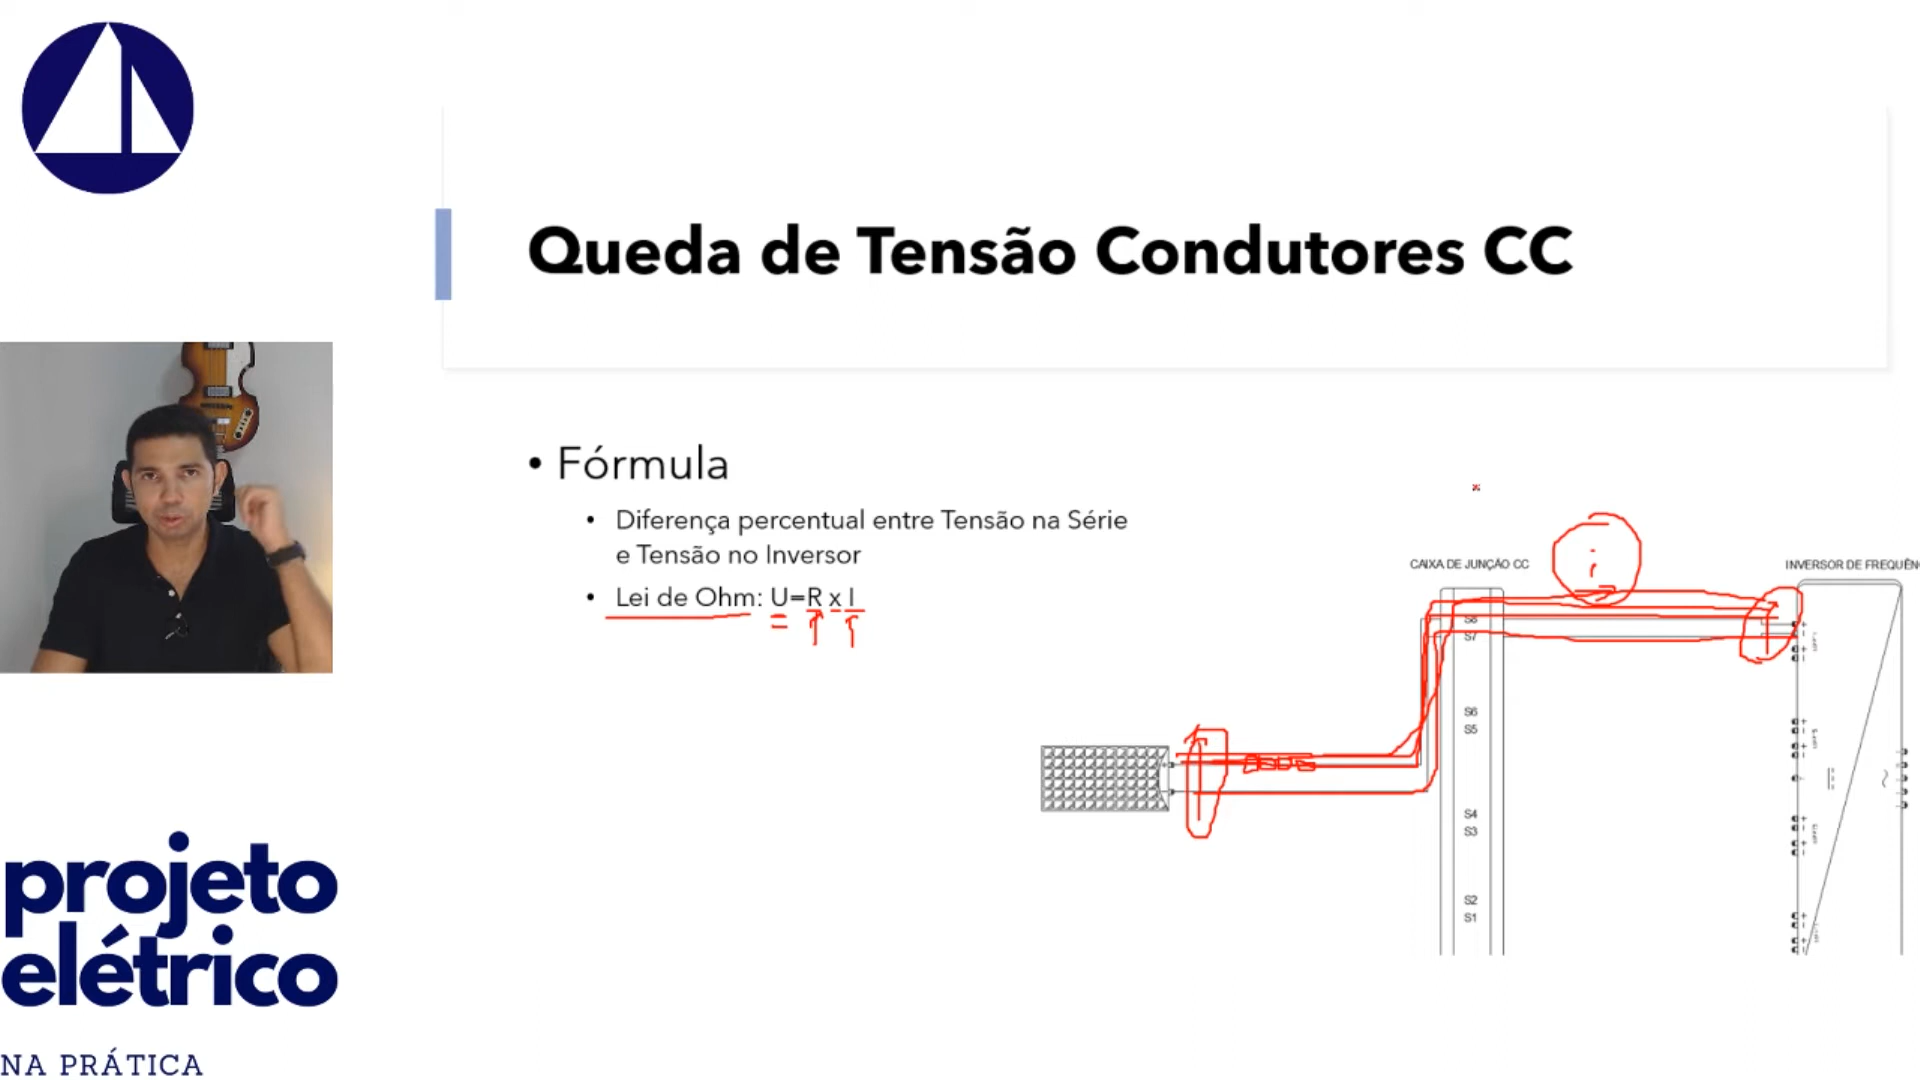 Queda de Tensão Condutores CC
• Fórmula
• Diferença percentual entre Tensão na Série
e Tensão no Inversor
• Lei de Ohm: U=R x I
CAIXA DE JUNÇÃO CC
INVERSOR DE FREQUÊN
S8
S7
S6
S5
S4
S3
S2
S1
projeto
elétrico
NA PRÁTICA